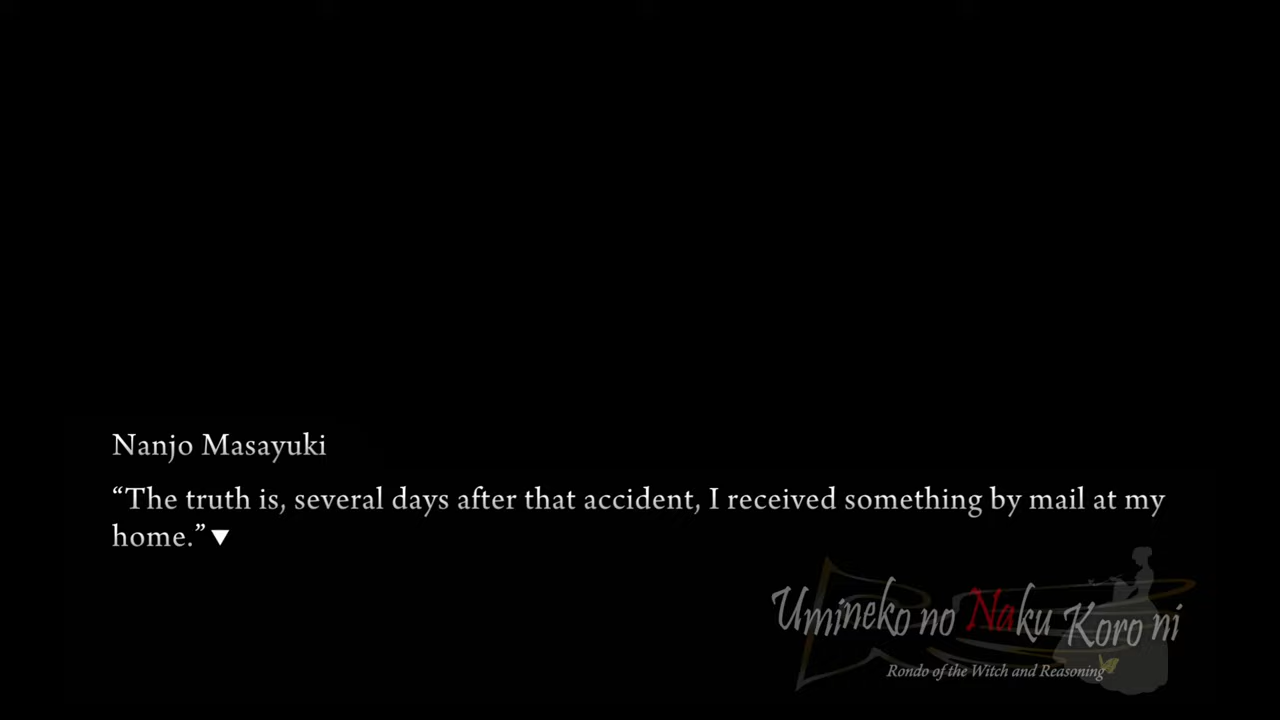 Nanjo Masayuki
“The truth is, several days after that accident, I received something by mail at my
home.”
Umineko no Naku Koro ni
Rondo of the Witch and Reasoning